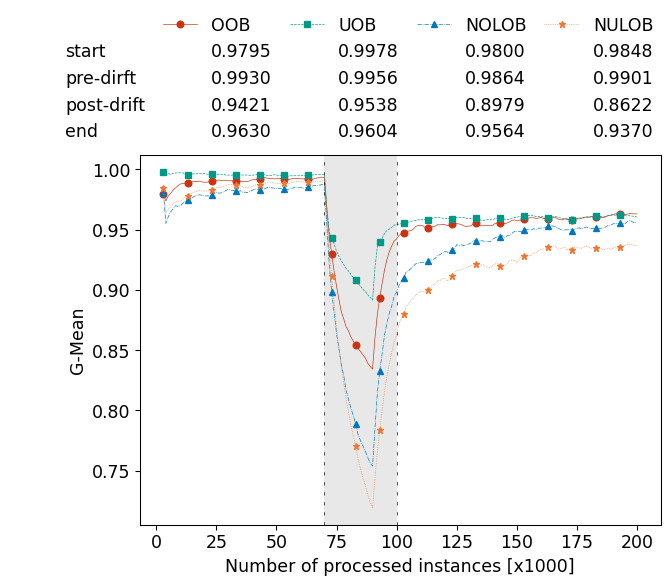 OOB UOB NOLOB NULOB
start 0.9795 0.9978 0.9800 0.9848
pre-dirft 0.9930 0.9956 0.9864 0.9901
post-drift 0.9421 0.9538 0.8979 0.8622
end 0.9630 0.9604 0.9564 0.9370
1.00
0.95
0.90
0.85
0.80
0.75
G-Mean
0 25 50 75 100 125 150 175 200
Number of processed instances [x1000]